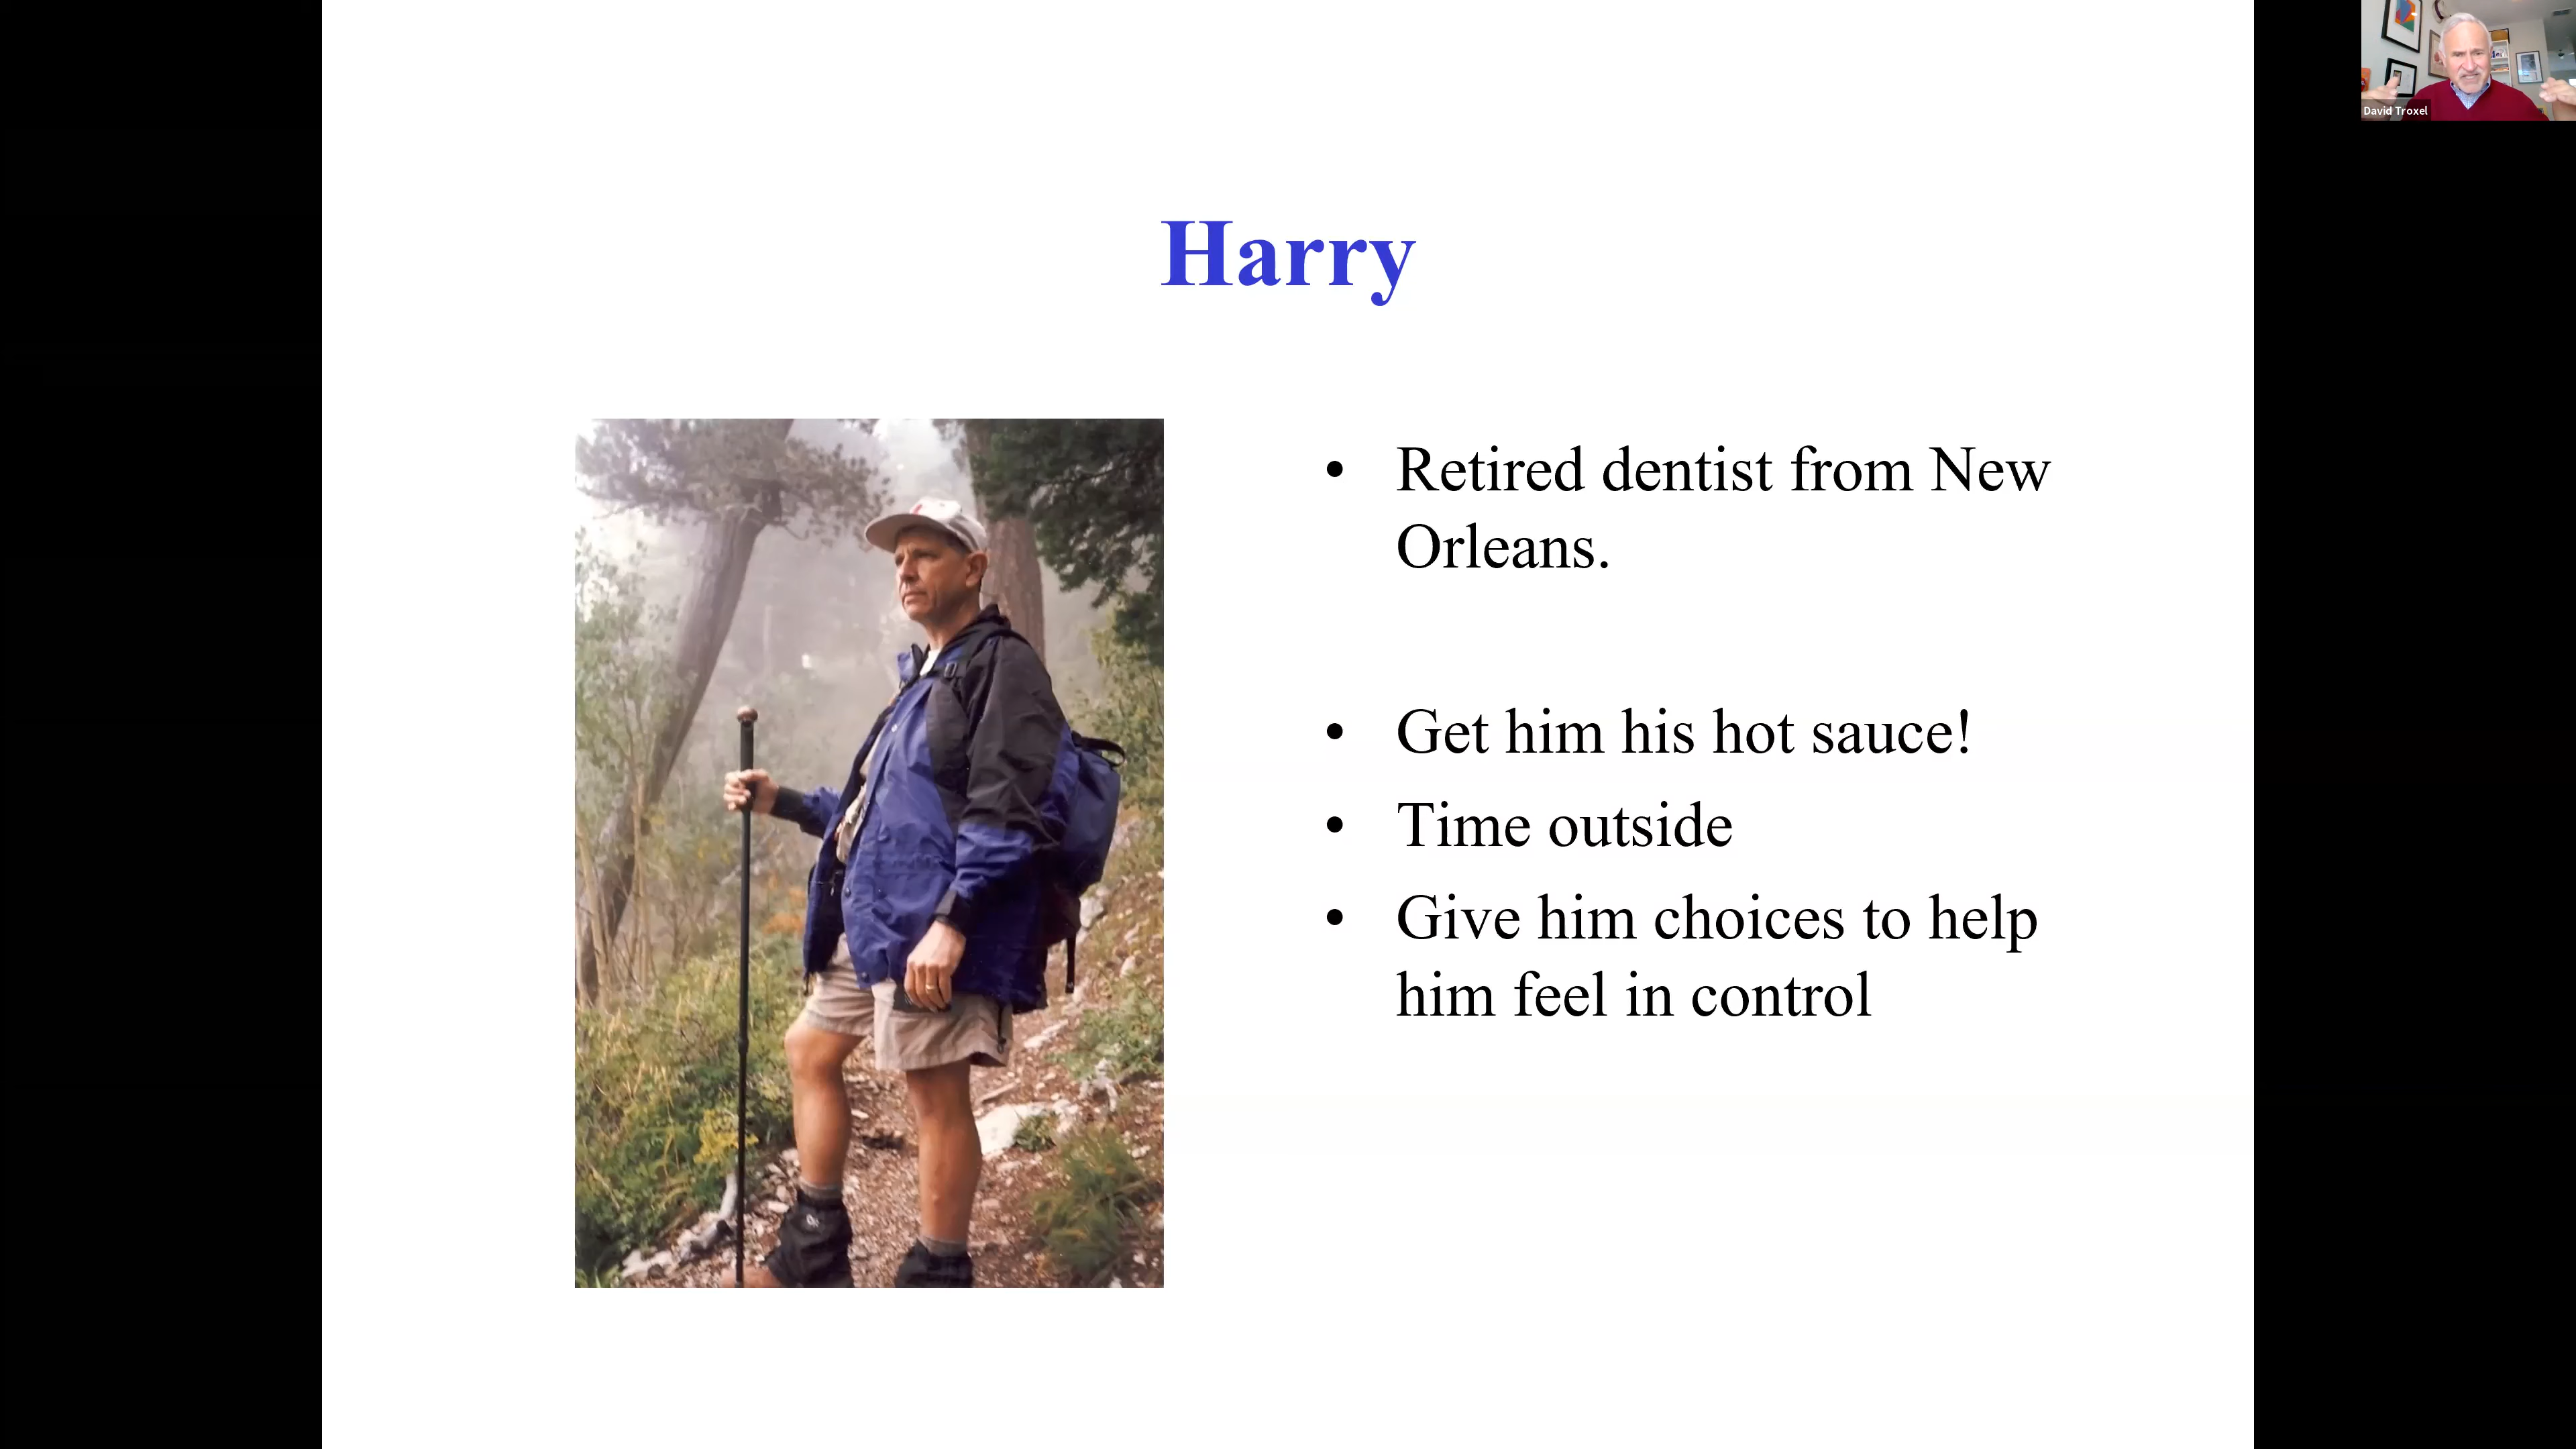 Harry
• Retired dentist from New
Orleans.
• Get him his hot sauce!
• Time outside
• Give him choices to help
him feel in control
David Troxel